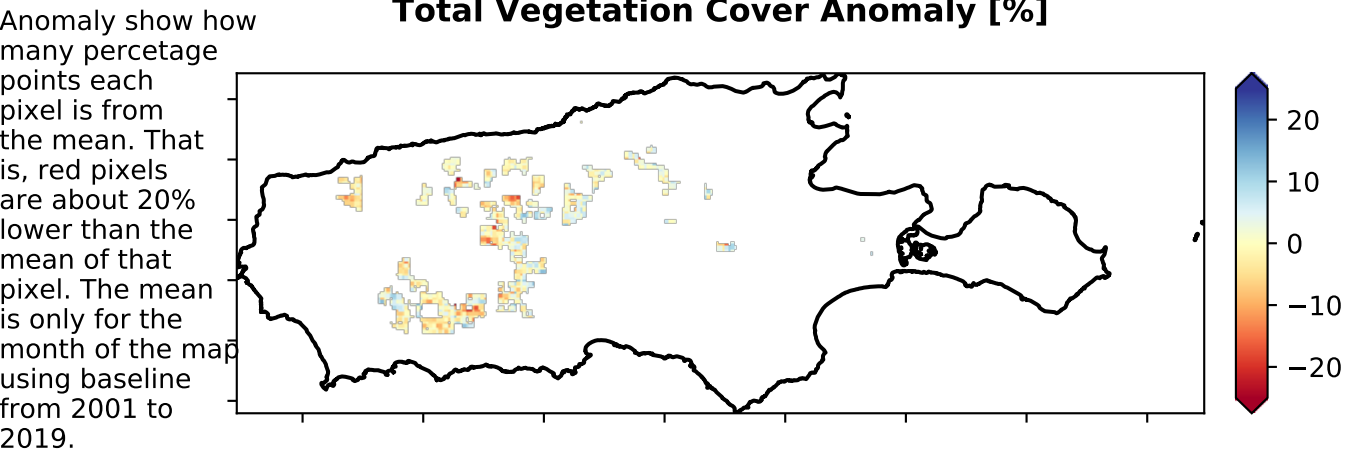 Total Vegetation Cover Anomaly [%]
Anomaly show how
many percetage
points each
pixel is from
the mean. That
is, red pixels
are about 20%
lower than the
mean of that
pixel. The mean
is only for the
month of the map
using baseline
from 2001 to
2019.
20
10
0
−10
−20